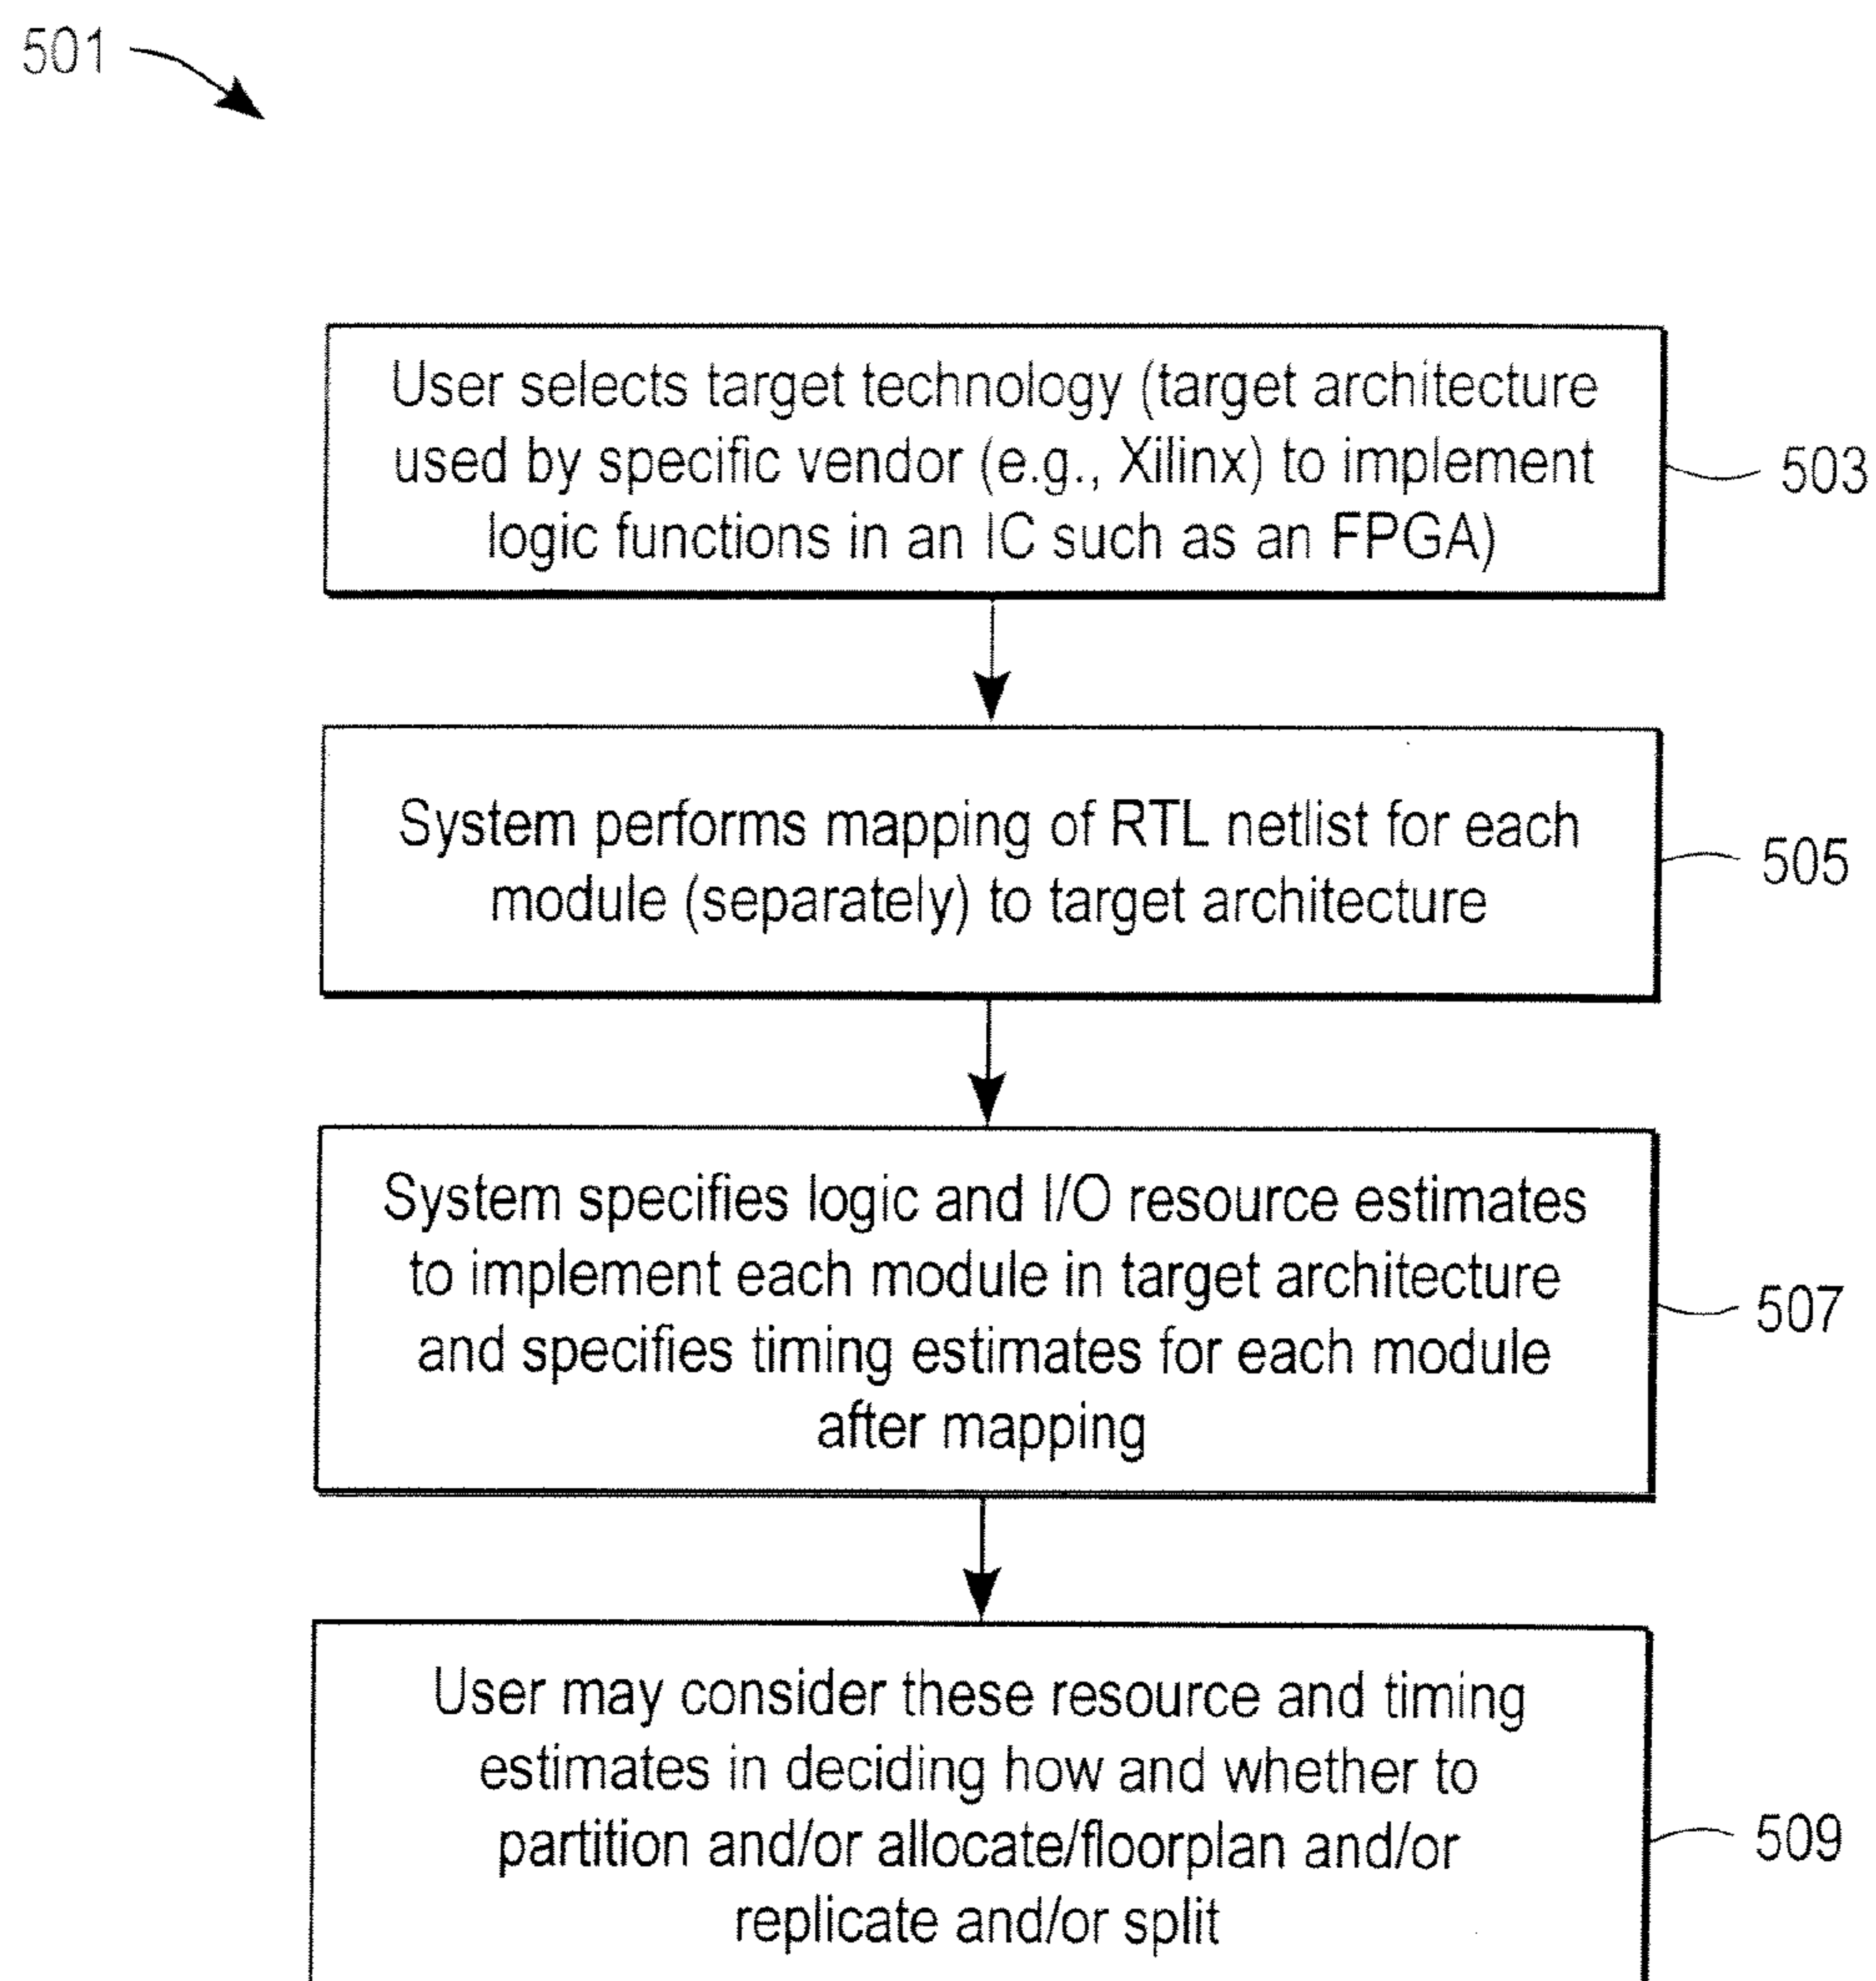 501
User selects target technology (target architecture
used by specific vendor (e.g., Xilinx) to implement
logic functions in an IC such as an FPGA)
503
System performs mapping of RTL netlist for each
module (separately) to target architecture
505
System specifies logic and I/O resource estimates
to implement each module in target architecture
and specifies timing estimates for each module
after mapping
507
User may consider these resource and timing
estimates in deciding how and whether to
partition and/or allocate/floorplan and/or
replicate and/or split
509